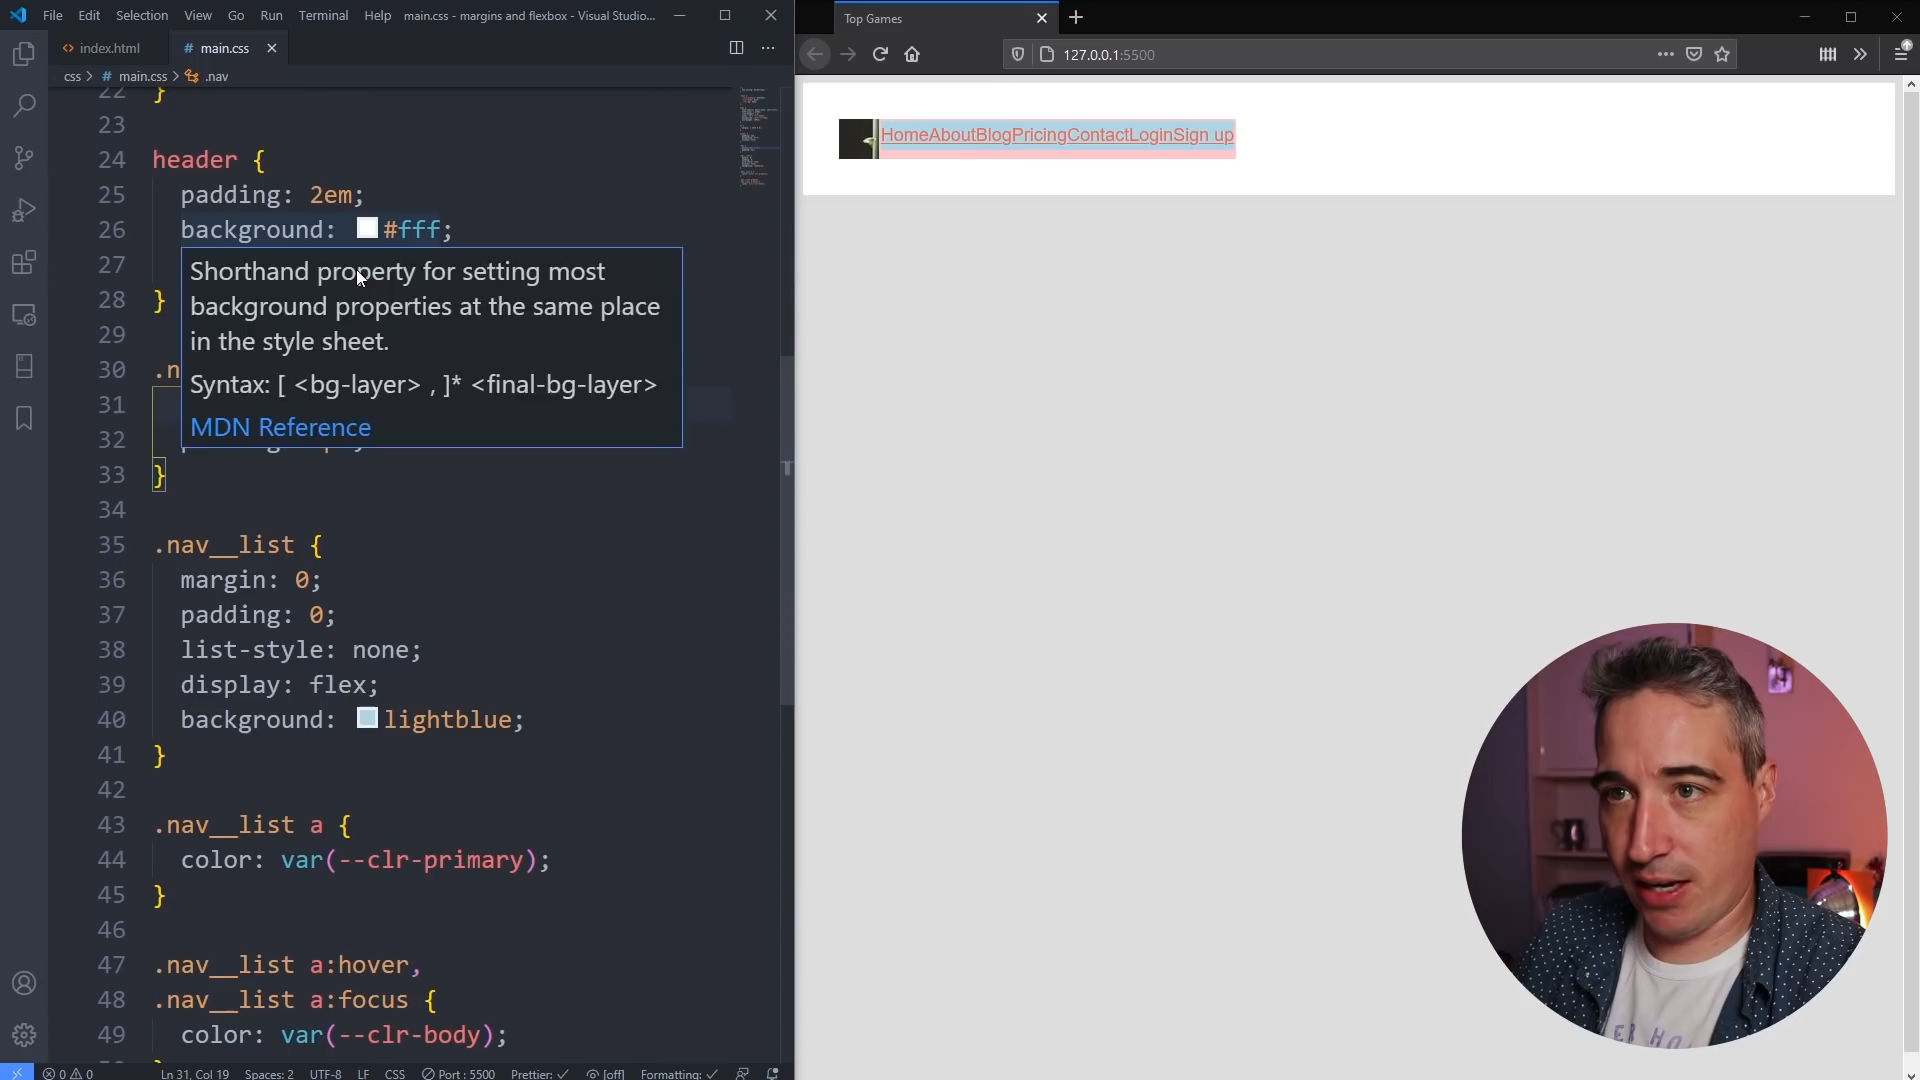 File Edit Selection View Go Run Terminal Help main.css - margins and flexbox - Visual Studio...
index.html main.css
css > # main.css > .nav
22 }
23
24 header {
25 padding: 2em;
26 background: #fff;
27
28 }
29
30 .n
31
32
33 }
34
35 .nav__list {
36 margin: 0;
37 padding: 0;
38 list-style: none;
39 display: flex;
40 background: lightblue;
41 }
42
43 .nav__list a {
44 color: var(--clr-primary);
45 }
46
47 .nav__list a:hover,
48 .nav__list a:focus {
49 color: var(--clr-body);
Shorthand property for setting most
background properties at the same place
in the style sheet.
Syntax: [ <bg-layer> , ]* <final-bg-layer>
MDN Reference
0 0 Ln 31, Col 19 Spaces: 2 UTF-8 LF CSS Port : 5500 Prettier: ✓ [off] Formatting: ✓
Top Games
127.0.0.1:5500
HomeAboutBlogPricingContactLoginSign up